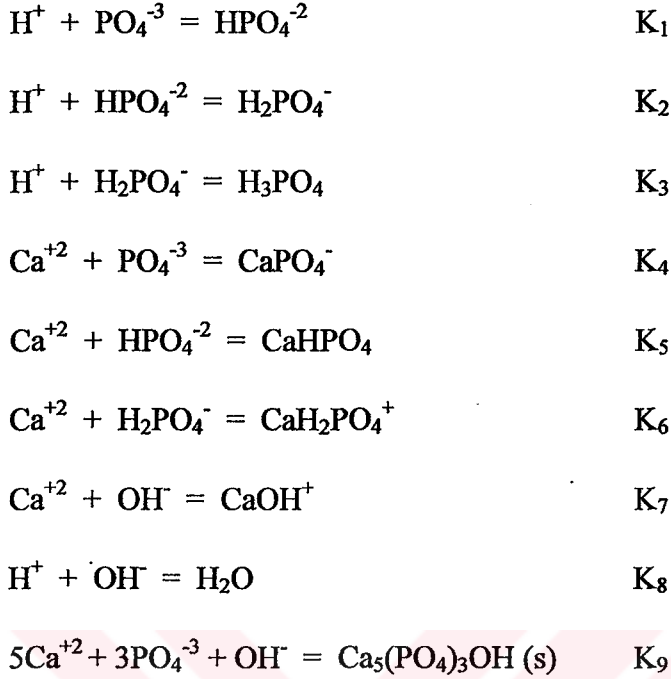 H⁺ + PO₄⁻³ = HPO₄⁻² K₁
H⁺ + HPO₄⁻² = H₂PO₄⁻ K₂
H⁺ + H₂PO₄⁻ = H₃PO₄ K₃
Ca⁺² + PO₄⁻³ = CaPO₄⁻ K₄
Ca⁺² + HPO₄⁻² = CaHPO₄ K₅
Ca⁺² + H₂PO₄⁻ = CaH₂PO₄⁺ K₆
Ca⁺² + OH⁻ = CaOH⁺ K₇
H⁺ + OH⁻ = H₂O K₈
5Ca⁺² + 3PO₄⁻³ + OH⁻ = Ca₅(PO₄)₃OH (s) K₉